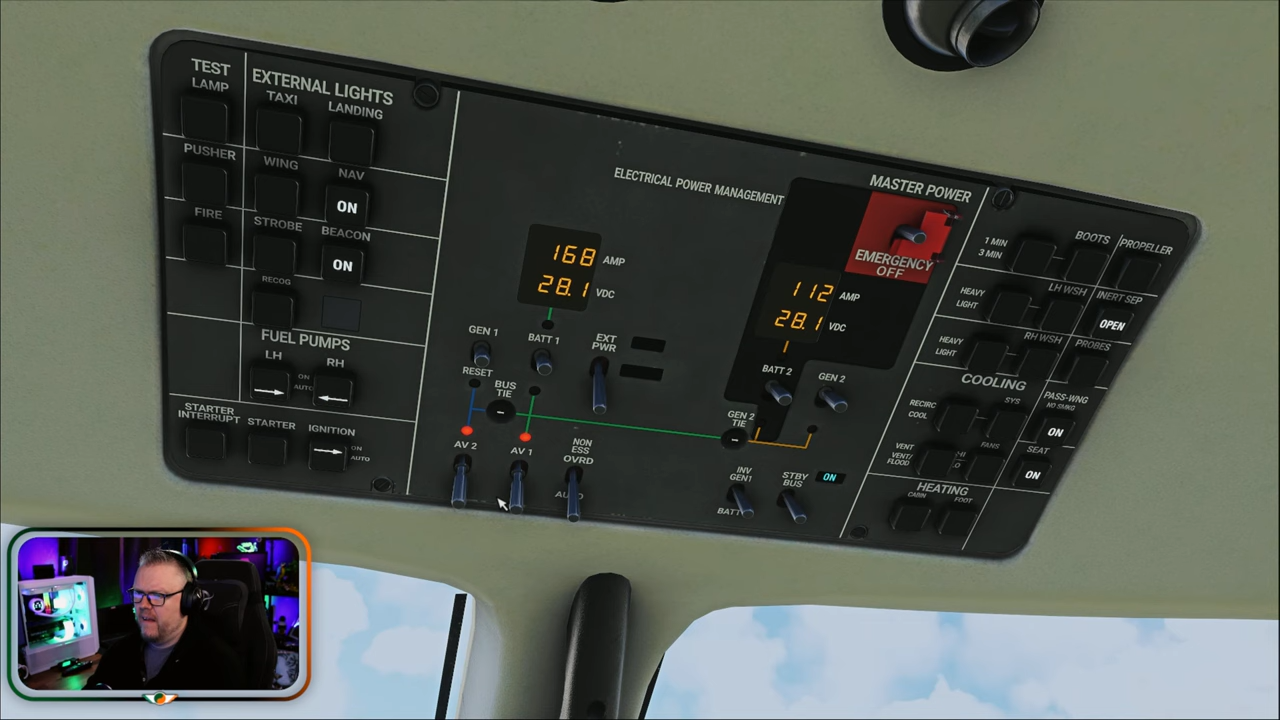 TEST
LAMP
PUSHER
FIRE
EXTERNAL LIGHTS
TAXI
LANDING
WING
NAV
ON
STROBE
BEACON
ON
RECOG
FUEL PUMPS
LH
RH
ON
AUTO
STARTER
INTERRUPT
STARTER
IGNITION
ON
AUTO
ELECTRICAL POWER MANAGEMENT
MASTER POWER
EMERGENCY
OFF
168 AMP
28.1 VDC
112 AMP
28.1 VDC
GEN 1
BATT 1
EXT
PWR
RESET
BUS
TIE
BATT 2
GEN 2
GEN 2
TIE
AV 2
AV 1
NON
ESS
OVRD
INV
GEN1
BATT
STBY
BUS
ON
1 MIN
3 MIN
BOOTS
PROPELLER
HEAVY
LIGHT
LH WSH
INERT SEP
OPEN
HEAVY
LIGHT
RH WSH
PROBES
COOLING
RECIRC
COOL
SYS
PASS-WNG
NO SMKG
ON
VENT
VENT/FLOOD
FANS
SEAT
ON
HEATING
CABIN
FOOT